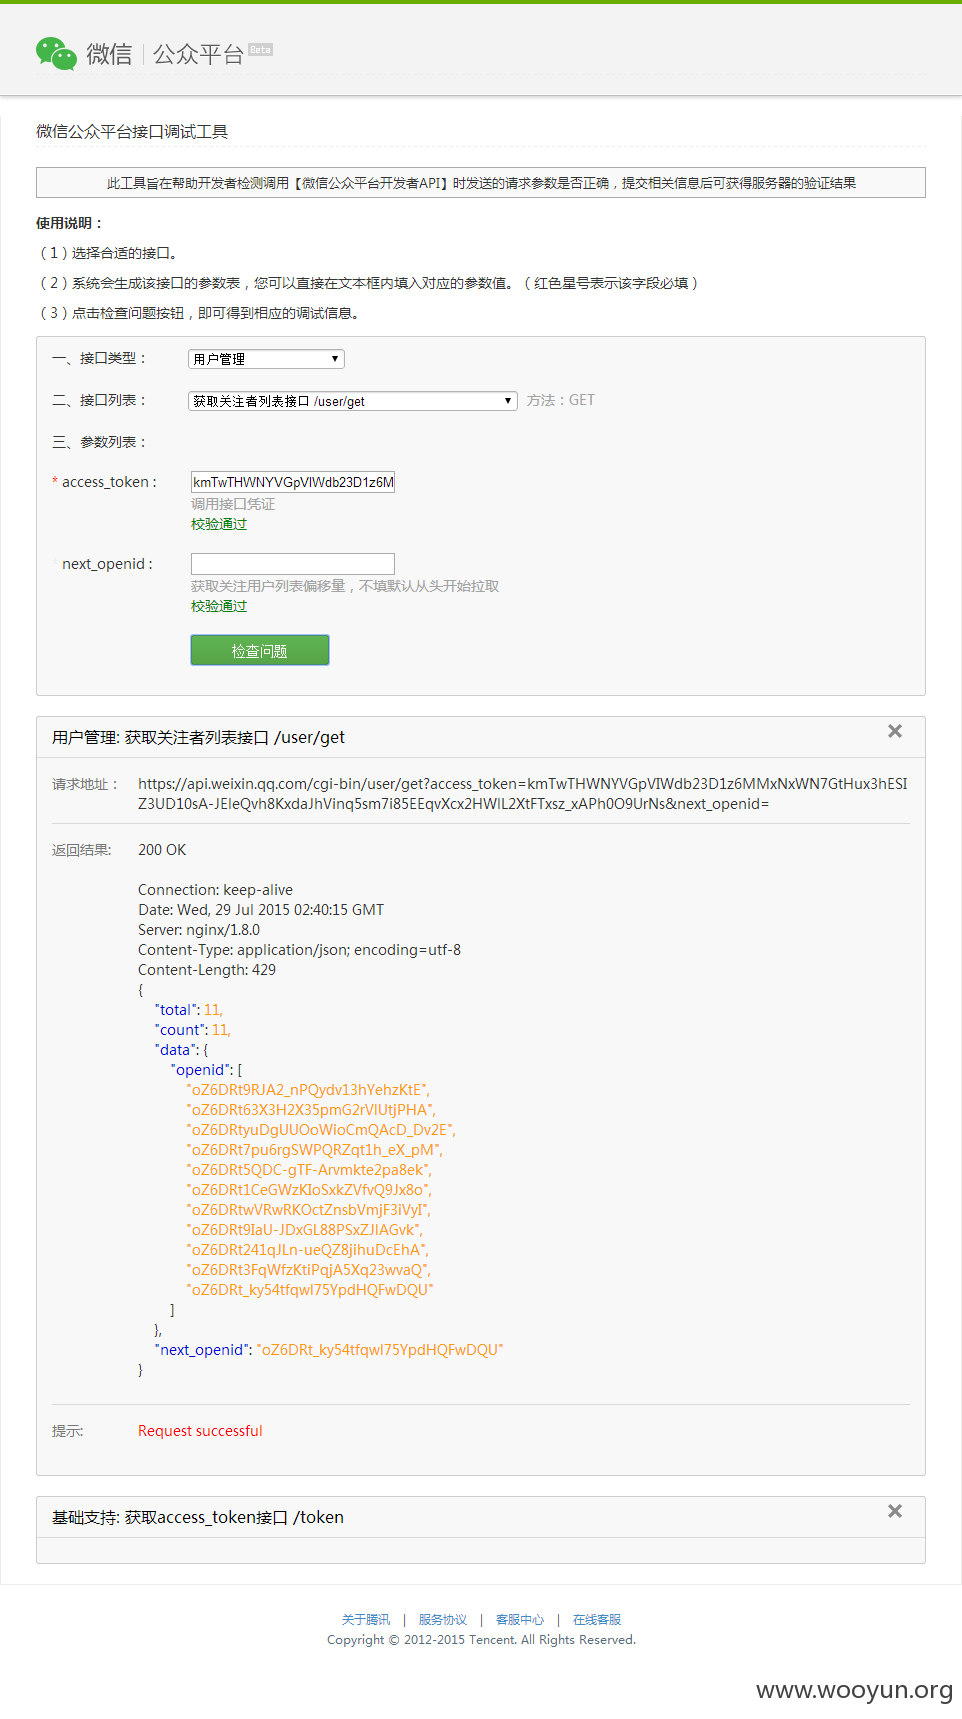 微信 | 公众平台 Beta
微信公众平台接口调试工具
此工具旨在帮助开发者检测调用【微信公众平台开发者API】时发送的请求参数是否正确，提交相关信息后可获得服务器的验证结果
使用说明：
（1）选择合适的接口。
（2）系统会生成该接口的参数表，您可以直接在文本框内填入对应的参数值。（红色星号表示该字段必填）
（3）点击检查问题按钮，即可得到相应的调试信息。
一、接口类型： 用户管理
二、接口列表： 获取关注者列表接口 /user/get 方法：GET
三、参数列表：
* access_token： kmTwTHWNYVGpVIWdb23D1z6M
调用接口凭证
校验通过
next_openid：
获取关注用户列表偏移量，不填默认从头开始拉取
校验通过
检查问题
用户管理: 获取关注者列表接口 /user/get
请求地址： https://api.weixin.qq.com/cgi-bin/user/get?access_token=kmTwTHWNYVGpVIWdb23D1z6MMxNxWN7GtHux3hESI
Z3UD10sA-JEleQvh8KxdaJhVinq5sm7i85EEqvXcx2HWlL2XtFTxsz_xAPh0O9UrNs&next_openid=
返回结果: 200 OK
Connection: keep-alive
Date: Wed, 29 Jul 2015 02:40:15 GMT
Server: nginx/1.8.0
Content-Type: application/json; encoding=utf-8
Content-Length: 429
{
"total": 11,
"count": 11,
"data": {
"openid": [
"oZ6DRt9RJA2_nPQydv13hYehzKtE",
"oZ6DRt63X3H2X35pmG2rVlUtjPHA",
"oZ6DRtyuDgUUOoWioCmQAcD_Dv2E",
"oZ6DRt7pu6rgSWPQRZqt1h_eX_pM",
"oZ6DRt5QDC-gTF-Arvmkte2pa8ek",
"oZ6DRt1CeGWzKIoSxkZVfvQ9Jx8o",
"oZ6DRtwVRwRKOctZnsbVmjF3iVyI",
"oZ6DRt9IaU-JDxGL88PSxZJIAGvk",
"oZ6DRt241qJLn-ueQZ8jihuDcEhA",
"oZ6DRt3FqWfzKtiPqjA5Xq23wvaQ",
"oZ6DRt_ky54tfqwl75YpdHQFwDQU"
]
},
"next_openid": "oZ6DRt_ky54tfqwl75YpdHQFwDQU"
}
提示: Request successful
基础支持: 获取access_token接口 /token
关于腾讯 | 服务协议 | 客服中心 | 在线客服
Copyright © 2012-2015 Tencent. All Rights Reserved.
www.wooyun.org